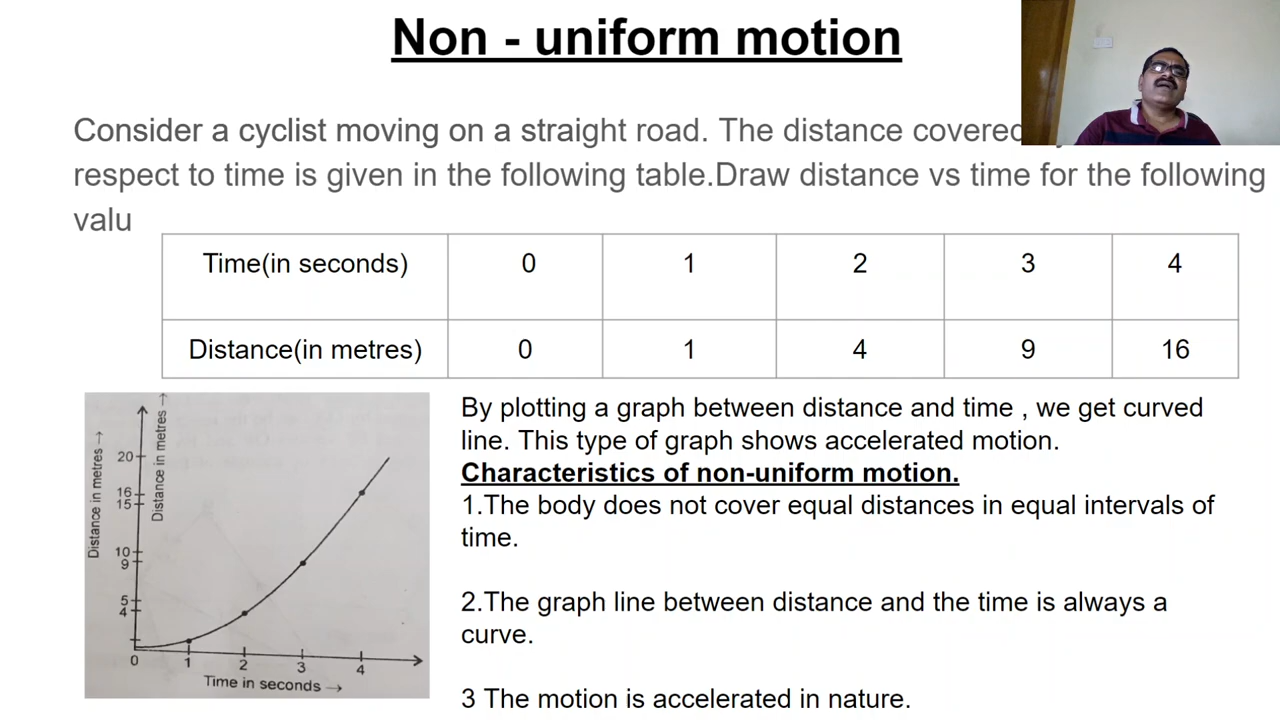 Non - uniform motion
Consider a cyclist moving on a straight road. The distance covered
respect to time is given in the following table.Draw distance vs time for the following
valu
Time(in seconds) 0 1 2 3 4
Distance(in metres) 0 1 4 9 16
By plotting a graph between distance and time , we get curved
line. This type of graph shows accelerated motion.
Characteristics of non-uniform motion.
1.The body does not cover equal distances in equal intervals of
time.
2.The graph line between distance and the time is always a
curve.
3 The motion is accelerated in nature.
Distance in metres →
Distance in metres →
20
16
15
10
9
5
4
0 1 2 3 4
Time in seconds →